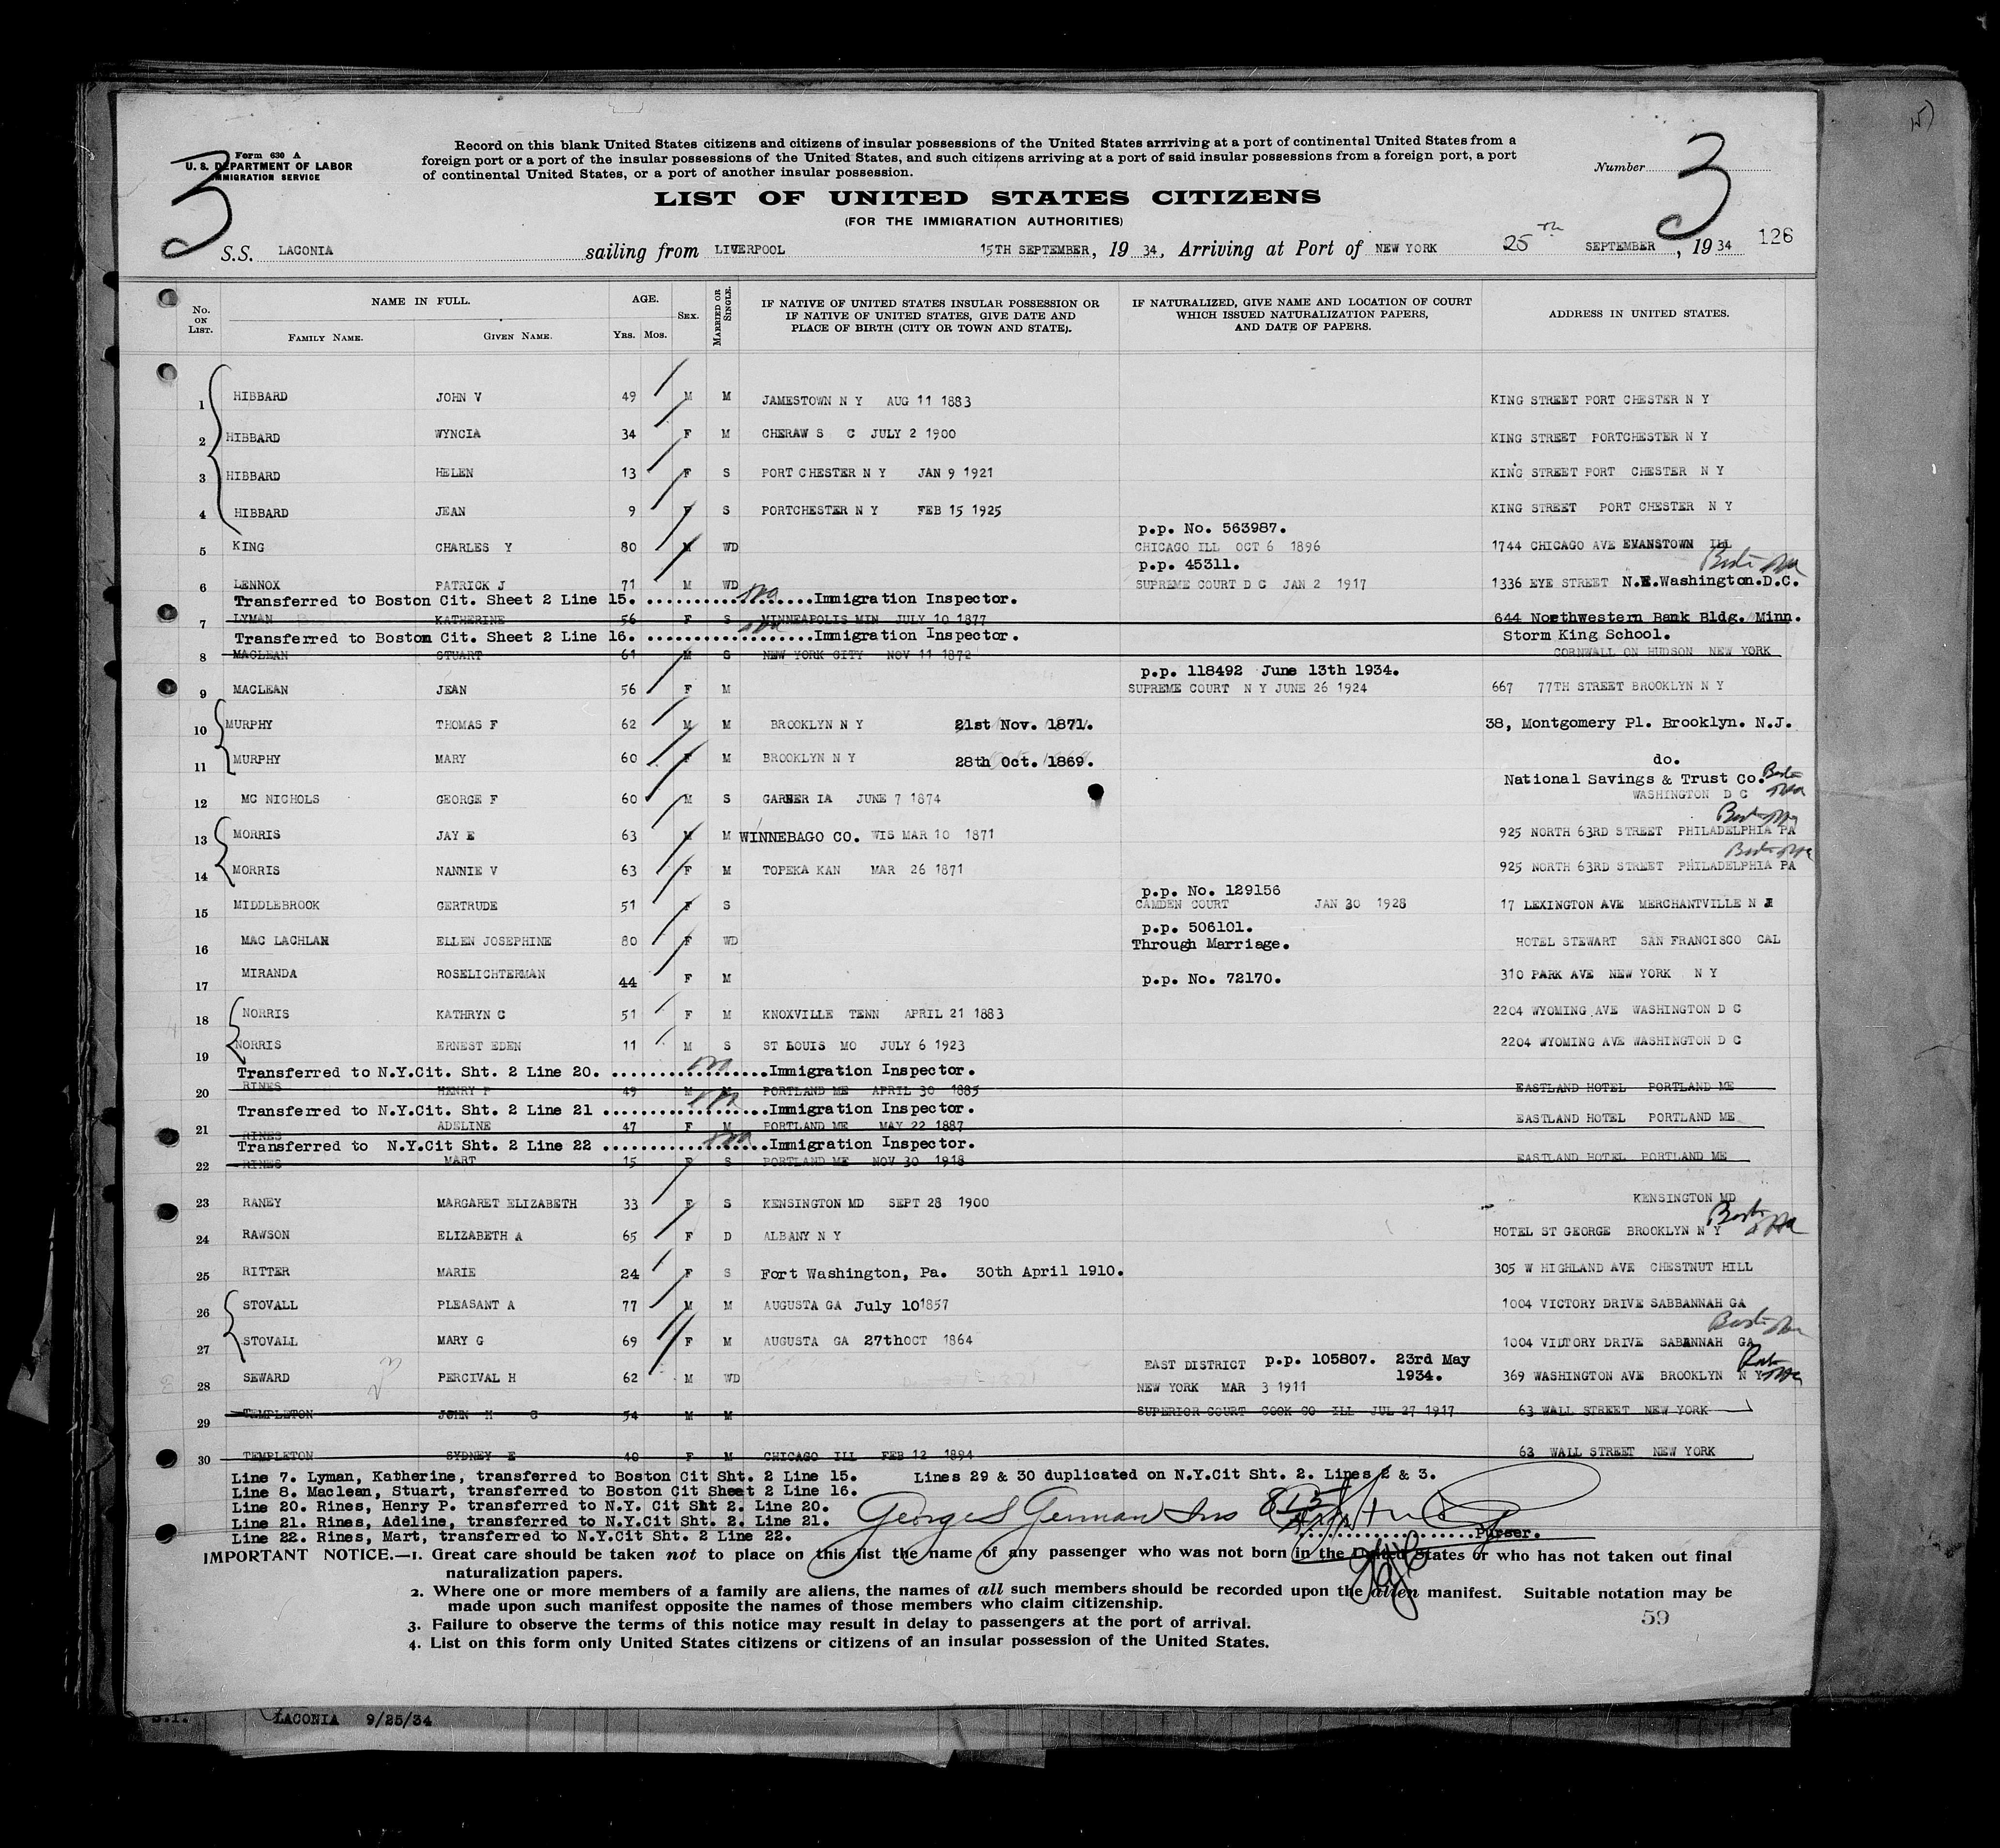 3
Form 630 A
U. S. DEPARTMENT OF LABOR
IMMIGRATION SERVICE
Record on this blank United States citizens and citizens of insular possessions of the United States arrriving at a port of continental United States from a
foreign port or a port of the insular possessions of the United States, and such citizens arriving at a port of said insular possessions from a foreign port, a port
of continental United States, or a port of another insular possession.
Number 3
LIST OF UNITED STATES CITIZENS
(FOR THE IMMIGRATION AUTHORITIES)
S.S. LACONIA sailing from LIVERPOOL 15TH SEPTEMBER, 19 34, Arriving at Port of NEW YORK 25th SEPTEMBER, 19 34 126
No. ON LIST. NAME IN FULL. AGE. SEX. MARRIED OR SINGLE. IF NATIVE OF UNITED STATES INSULAR POSSESSION OR IF NATIVE OF UNITED STATES, GIVE DATE AND PLACE OF BIRTH (CITY OR TOWN AND STATE). IF NATURALIZED, GIVE NAME AND LOCATION OF COURT WHICH ISSUED NATURALIZATION PAPERS, AND DATE OF PAPERS. ADDRESS IN UNITED STATES.
FAMILY NAME. GIVEN NAME. YRS. MOS.
1 HIBBARD JOHN V 49 M M JAMESTOWN N Y AUG 11 1883 KING STREET PORT CHESTER N Y
2 HIBBARD WYNCIA 34 F M CHERAW S C JULY 2 1900 KING STREET PORTCHESTER N Y
3 HIBBARD HELEN 13 F S PORT CHESTER N Y JAN 9 1921 KING STREET PORT CHESTER N Y
4 HIBBARD JEAN 9 F S PORTCHESTER N Y FEB 15 1925 KING STREET PORT CHESTER N Y
p.p. No. 563987.
5 KING CHARLES Y 80 M WD CHICAGO ILL OCT 6 1896 1744 CHICAGO AVE EVANSTOWN ILL
p.p. 45311.
6 LENNOX PATRICK J 71 M WD SUPREME COURT D C JAN 2 1917 1336 EYE STREET N.E.Washington.D.C.
Transferred to Boston Cit. Sheet 2 Line 15. Immigration Inspector.
7 LYMAN KATHERINE 56 F S MINNEAPOLIS MIN JULY 10 1877 644 Northwestern Bank Bldg. Minn.
Transferred to Boston Cit. Sheet 2 Line 16. Immigration Inspector. Storm King School.
8 MACLEAN STUART 61 M S NEW YORK CITY NOV 11 1872 CORNWALL ON HUDSON NEW YORK
p.p. 118492 June 13th 1934.
9 MACLEAN JEAN 56 F M SUPREME COURT N Y JUNE 26 1924 667 77TH STREET BROOKLYN N Y
10 MURPHY THOMAS F 62 M M BROOKLYN N Y 21st Nov. 1871. 38, Montgomery Pl. Brooklyn. N.J.
11 MURPHY MARY 60 F M BROOKLYN N Y 28th Oct. 1869. do.
National Savings & Trust Co.
12 MC NICHOLS GEORGE F 60 M S GARNER IA JUNE 7 1874 WASHINGTON D C
13 MORRIS JAY E 63 M M WINNEBAGO CO. WIS MAR 10 1871 925 NORTH 63RD STREET PHILADELPHIA PA
14 MORRIS NANNIE V 63 F M TOPEKA KAN MAR 26 1871 925 NORTH 63RD STREET PHILADELPHIA PA
p.p. No. 129156
15 MIDDLEBROOK GERTRUDE 51 F S CAMDEN COURT JAN 30 1928 17 LEXINGTON AVE MERCHANTVILLE N J
p.p. 506101.
16 MAC LACHLAN ELLEN JOSEPHINE 80 F WD Through Marriage. HOTEL STEWART SAN FRANCISCO CAL
17 MIRANDA ROSELICHTERMAN 44 F M p.p. No. 72170. 310 PARK AVE NEW YORK N Y
18 NORRIS KATHRYN C 51 F M KNOXVILLE TENN APRIL 21 1883 2204 WYOMING AVE WASHINGTON D C
19 NORRIS ERNEST EDEN 11 M S ST LOUIS MO JULY 6 1923 2204 WYOMING AVE WASHINGTON D C
Transferred to N.Y.Cit. Sht. 2 Line 20. Immigration Inspector.
20 RINES HENRY P 49 M M PORTLAND ME APRIL 30 1885 EASTLAND HOTEL PORTLAND ME
Transferred to N.Y.Cit. Sht. 2 Line 21 Immigration Inspector.
21 RINES ADELINE 47 F M PORTLAND ME MAY 22 1887 EASTLAND HOTEL PORTLAND ME
Transferred to N.Y.Cit Sht. 2 Line 22 Immigration Inspector.
22 RINES MART 15 F S PORTLAND ME NOV 30 1918 EASTLAND HOTEL PORTLAND ME
23 RANEY MARGARET ELIZABETH 33 F S KENSINGTON MD SEPT 28 1900 KENSINGTON MD
24 RAWSON ELIZABETH A 65 F D ALBANY N Y HOTEL ST GEORGE BROOKLYN N Y
25 RITTER MARIE 24 F S Fort Washington, Pa. 30th April 1910. 305 W HIGHLAND AVE CHESTNUT HILL
26 STOVALL PLEASANT A 77 M M AUGUSTA GA July 10 1857 1004 VICTORY DRIVE SABBANNAH GA
27 STOVALL MARY G 69 F M AUGUSTA GA 27th OCT 1864 1004 VIDTORY DRIVE SABANNAH GA
EAST DISTRICT p.p. 105807. 23rd May 1934.
28 SEWARD PERCIVAL H 62 M WD NEW YORK MAR 3 1911 369 WASHINGTON AVE BROOKLYN N Y
29 TEMPLETON JOHN H C 54 M M SUPERIOR COURT COOK CO ILL JUL 27 1917 63 WALL STREET NEW YORK
30 TEMPLETON SYDNEY E 40 F M CHICAGO ILL FEB 12 1894 63 WALL STREET NEW YORK
Line 7. Lyman, Katherine, transferred to Boston Cit Sht. 2 Line 15. Lines 29 & 30 duplicated on N.Y.Cit Sht. 2. Lines 2 & 3.
Line 8. Maclean, Stuart, transferred to Boston Cit Sheet 2 Line 16.
Line 20. Rines, Henry P. transferred to N.Y. Cit Sht 2. Line 20.
Line 21. Rines, Adeline, transferred to N.Y.Cit Sht. 2. Line 21.
Line 22. Rines, Mart, transferred to N.Y.Cit Sht. 2 Line 22.
George S German Ins
Purser.
IMPORTANT NOTICE.—1. Great care should be taken not to place on this list the name of any passenger who was not born in the United States or who has not taken out final
naturalization papers.
2. Where one or more members of a family are aliens, the names of all such members should be recorded upon the alien manifest. Suitable notation may be
made upon such manifest opposite the names of those members who claim citizenship.
3. Failure to observe the terms of this notice may result in delay to passengers at the port of arrival.
4. List on this form only United States citizens or citizens of an insular possession of the United States.
59
LACONIA 9/25/34